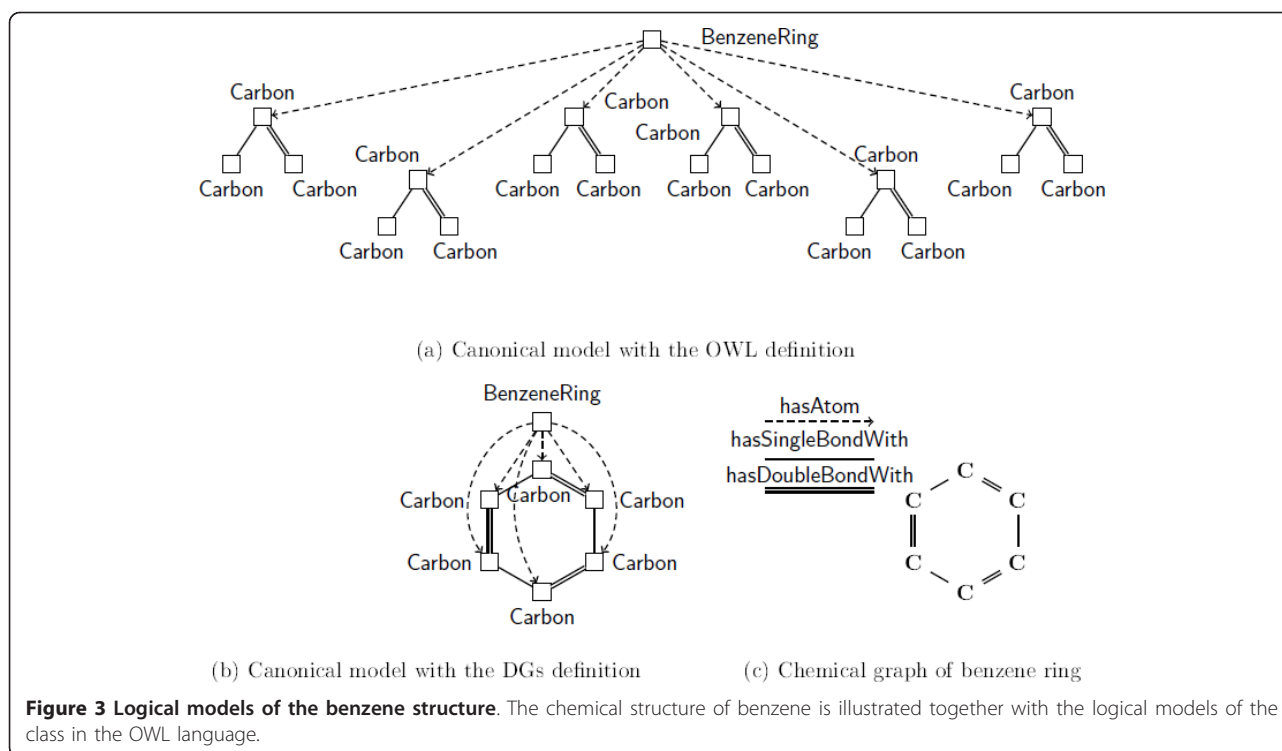 BenzeneRing
Carbon
Carbon
Carbon
Carbon
Carbon
Carbon
Carbon Carbon
Carbon Carbon
Carbon Carbon
Carbon Carbon
Carbon Carbon
Carbon Carbon
(a) Canonical model with the OWL definition
BenzeneRing
Carbon
Carbon
Carbon
Carbon
Carbon
Carbon
(b) Canonical model with the DGs definition
hasAtom
hasSingleBondWith
hasDoubleBondWith
C
C
C
C
C
C
(c) Chemical graph of benzene ring
Figure 3 Logical models of the benzene structure. The chemical structure of benzene is illustrated together with the logical models of the
class in the OWL language.